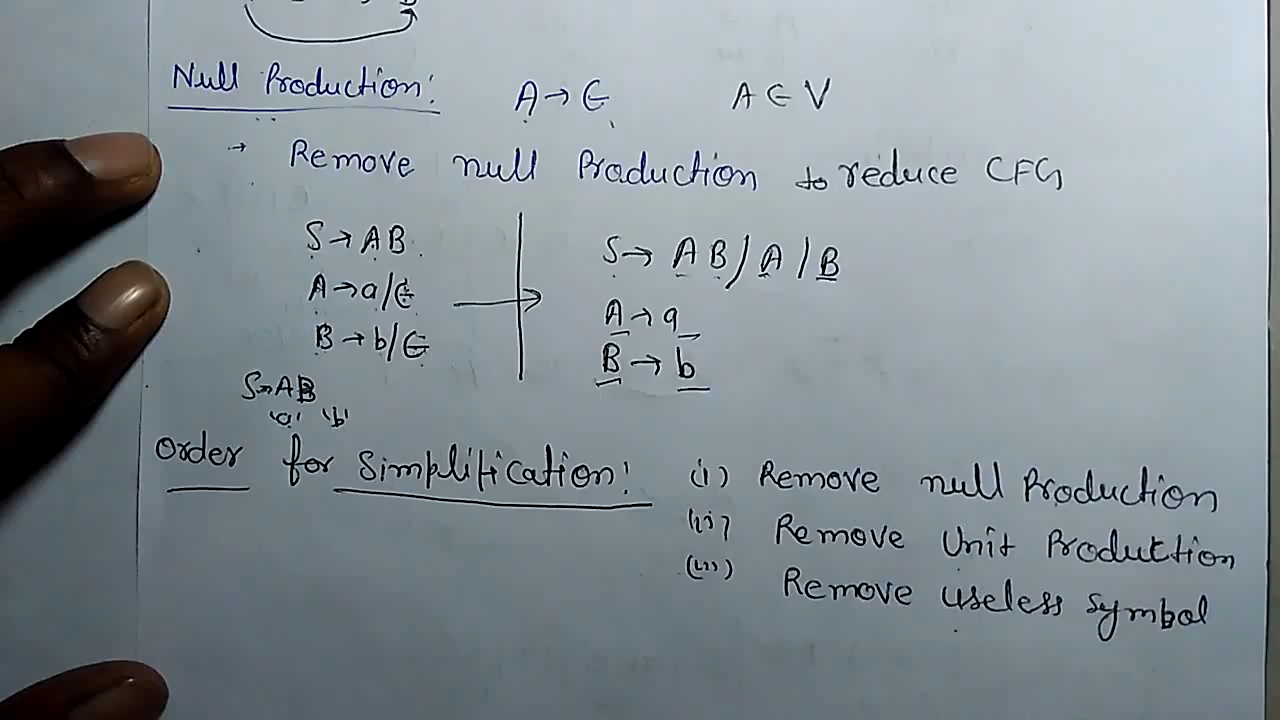 Null Production: A → ∈ A ∈ V
→ Remove null Production to reduce CFG
S → AB
A → a/∈
B → b/∈
S → AB
'a' 'b'
S → AB/A/B
A → a
B → b
Order for Simplification: (i) Remove null Production
(ii) Remove Unit Production
(iii) Remove useless symbol